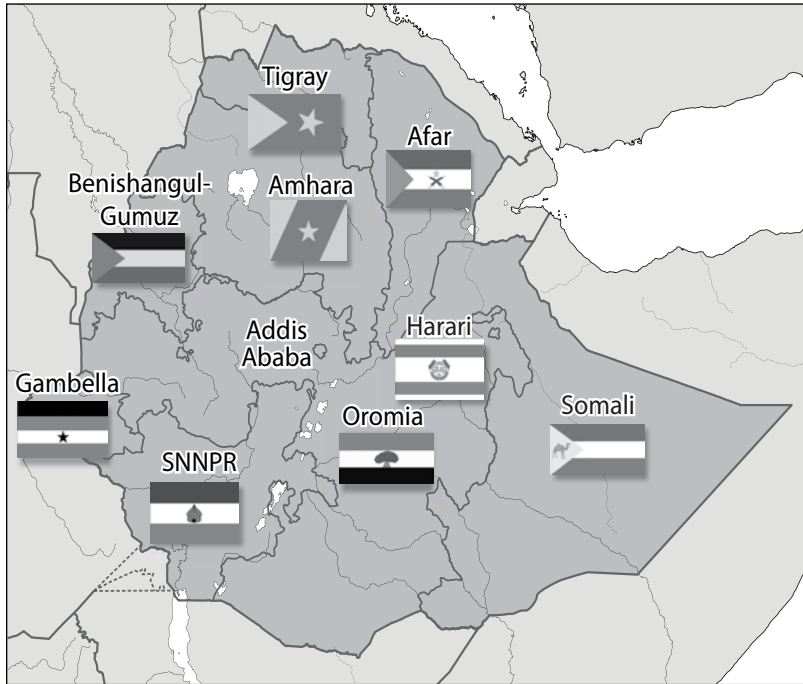 Tigray
Afar
Benishangul-
Gumuz
Amhara
Addis
Ababa
Harari
Gambella
Oromia
Somali
SNNPR